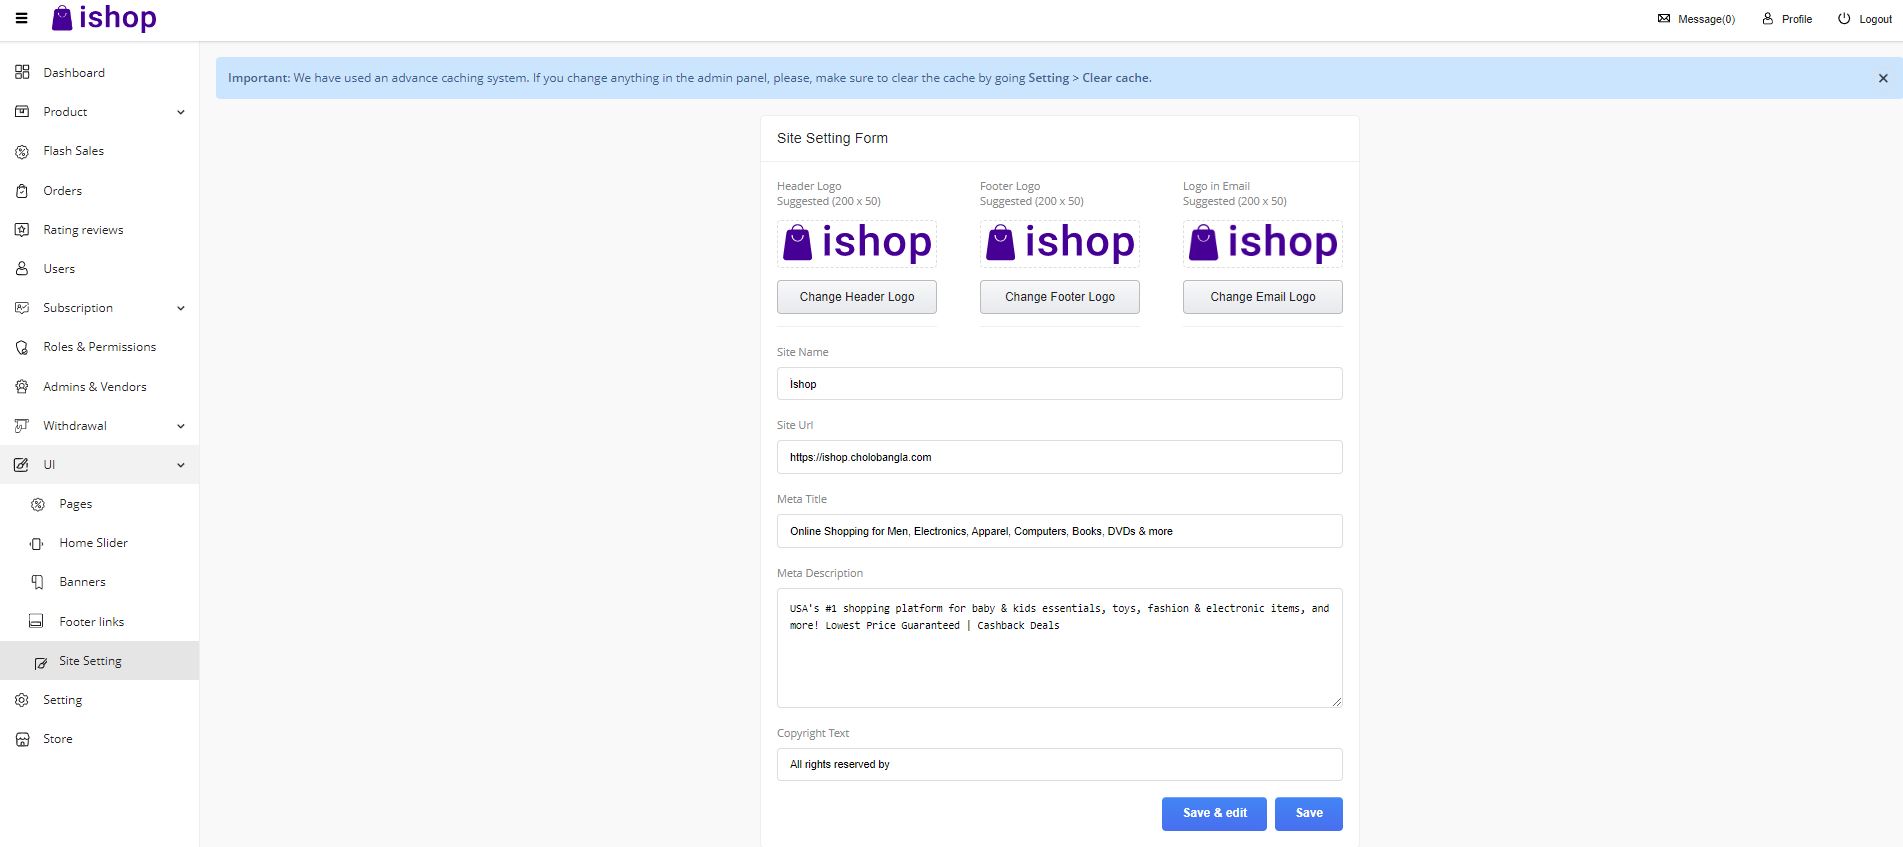 ishop
Message(0)
Profile
Logout
Dashboard
Product
Flash Sales
Orders
Rating reviews
Users
Subscription
Roles & Permissions
Admins & Vendors
Withdrawal
UI
Pages
Home Slider
Banners
Footer links
Site Setting
Setting
Store
Important: We have used an advance caching system. If you change anything in the admin panel, please, make sure to clear the cache by going Setting > Clear cache.
Site Setting Form
Header Logo
Suggested (200 x 50)
ishop
Change Header Logo
Footer Logo
Suggested (200 x 50)
ishop
Change Footer Logo
Logo in Email
Suggested (200 x 50)
ishop
Change Email Logo
Site Name
Ishop
Site Url
https://ishop.cholobangla.com
Meta Title
Online Shopping for Men, Electronics, Apparel, Computers, Books, DVDs & more
Meta Description
USA's #1 shopping platform for baby & kids essentials, toys, fashion & electronic items, and
more! Lowest Price Guaranteed | Cashback Deals
Copyright Text
All rights reserved by
Save & edit
Save